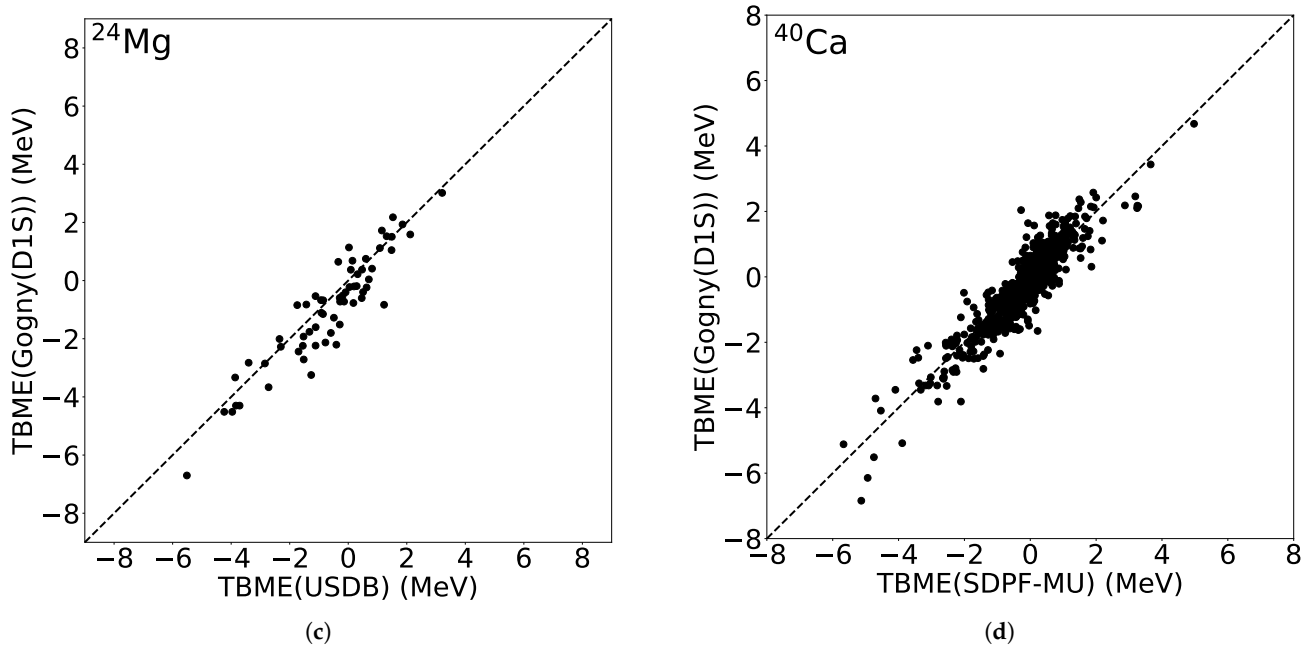 ²⁴Mg
TBME(Gogny(D1S)) (MeV)
8
6
4
2
0
−2
−4
−6
−8
−8 −6 −4 −2 0 2 4 6 8
TBME(USDB) (MeV)
(c)
⁴⁰Ca
TBME(Gogny(D1S)) (MeV)
8
6
4
2
0
−2
−4
−6
−8
−8 −6 −4 −2 0 2 4 6 8
TBME(SDPF-MU) (MeV)
(d)